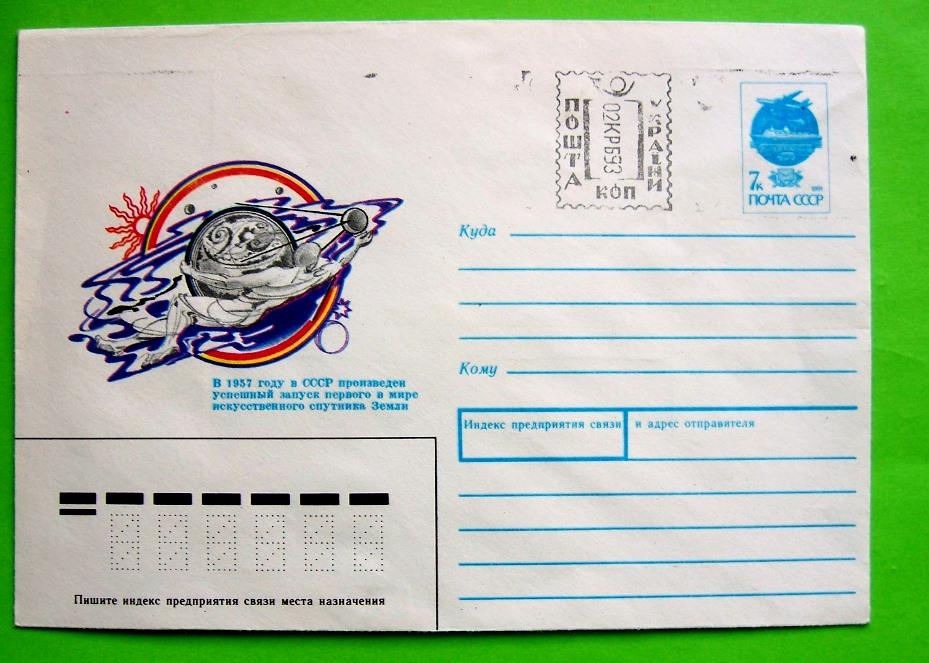 ПОШТА
УКРАЇНИ
КОП
7к
1991
ПОЧТА СССР
Куда
Кому
В 1957 году в СССР произведен
успешный запуск первого в мире
искусственного спутника Земли
Индекс предприятия связи и адрес отправителя
Пишите индекс предприятия связи места назначения